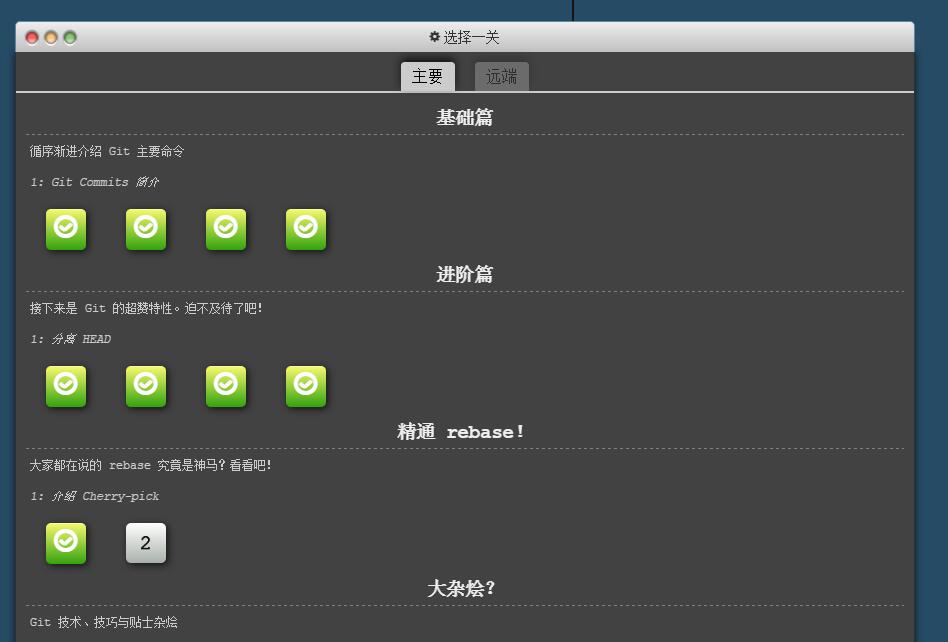 选择一关
主要 远端
基础篇
循序渐进介绍 Git 主要命令
1: Git Commits 简介
进阶篇
接下来是 Git 的超赞特性。迫不及待了吧！
1: 分离 HEAD
精通 rebase！
大家都在说的 rebase 究竟是神马？看看吧！
1: 介绍 Cherry-pick
2
大杂烩？
Git 技术、技巧与贴士杂烩